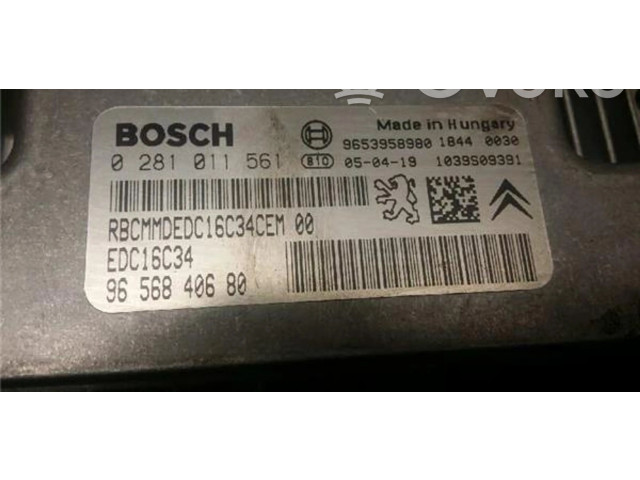 BOSCH
Made in Hungary
9653958980 1844 0030
0 281 011 561 810 05-04-19 1039S09391
RBCMMDEDC16C34CEM 00
EDC16C34
96 568 406 80